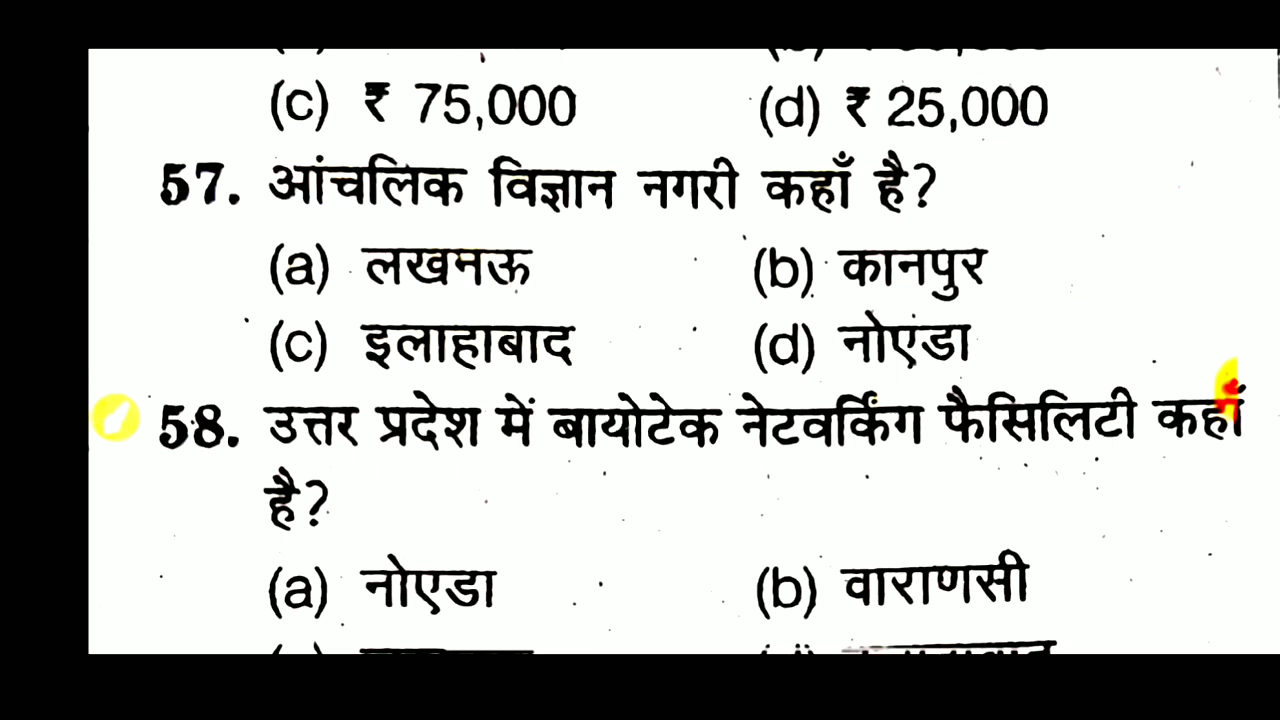 (c) ₹ 75,000 (d) ₹ 25,000
57. आंचलिक विज्ञान नगरी कहाँ है?
(a) लखनऊ (b) कानपुर
(c) इलाहाबाद (d) नोएडा
58. उत्तर प्रदेश में बायोटेक नेटवर्किंग फैसिलिटी कहाँ
है?
(a) नोएडा (b) वाराणसी